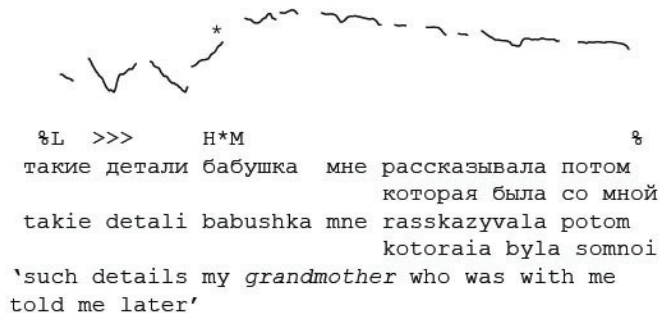 *
%L >>> H*M %
такие детали бабушка мне рассказывала потом
которая была со мной
takie detali babushka mne rasskazyvala potom
kotoraia byla somnoi
‘such details my grandmother who was with me
told me later’